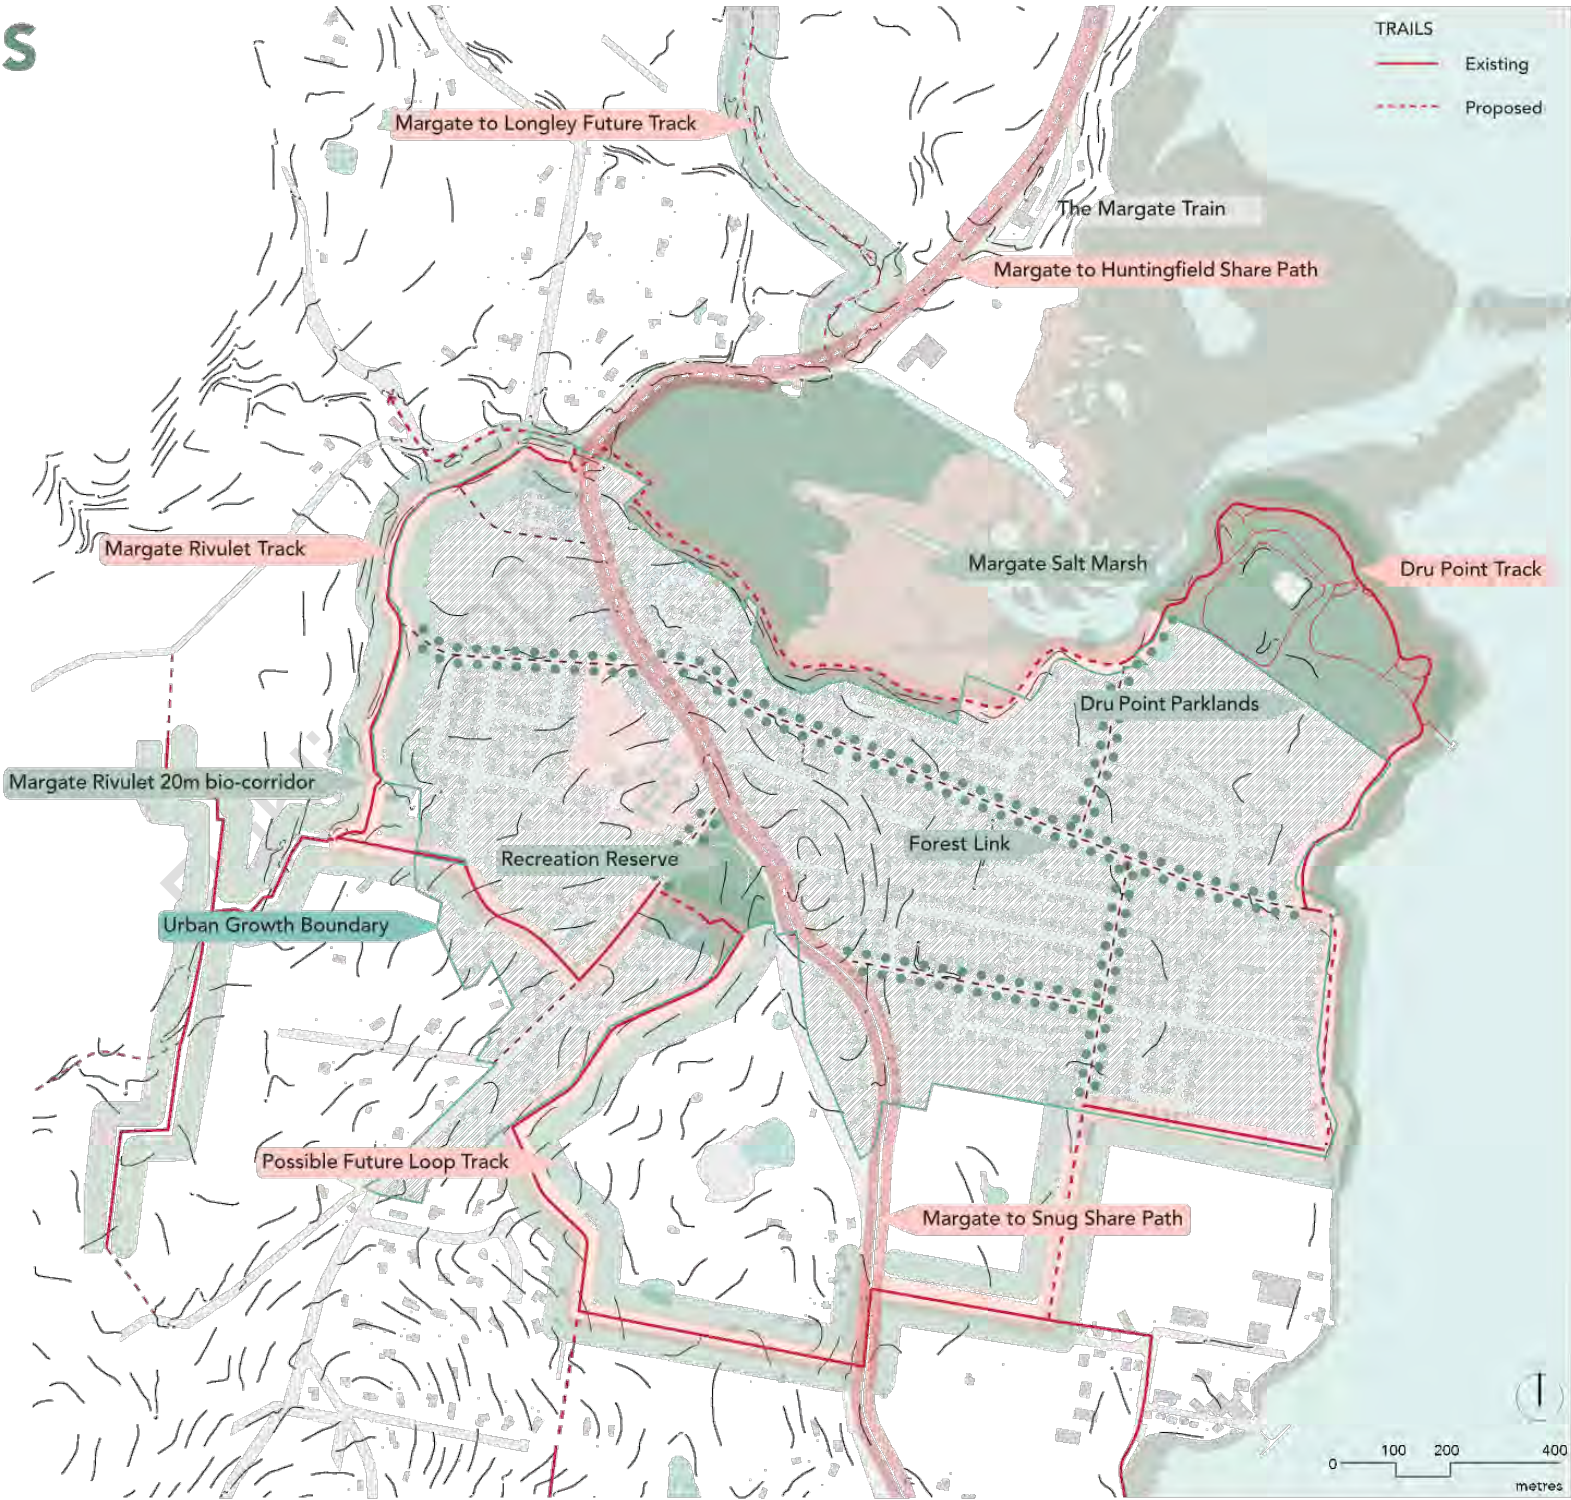 S
TRAILS
Existing
Proposed
Margate to Longley Future Track
The Margate Train
Margate to Huntingfield Share Path
Margate Rivulet Track
Margate Salt Marsh
Dru Point Track
Dru Point Parklands
Margate Rivulet 20m bio-corridor
Forest Link
Recreation Reserve
Urban Growth Boundary
Possible Future Loop Track
Margate to Snug Share Path
0 100 200 400
metres